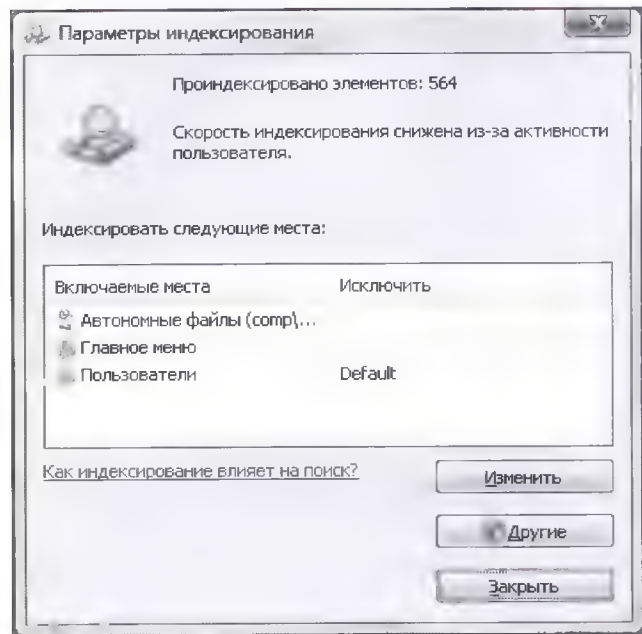 Параметры индексирования
Проиндексировано элементов: 564
Скорость индексирования снижена из-за активности
пользователя.
Индексировать следующие места:
Включаемые места Исключить
Автономные файлы (comp\...
Главное меню
Пользователи Default
Как индексирование влияет на поиск?
Изменить
Другие
Закрыть